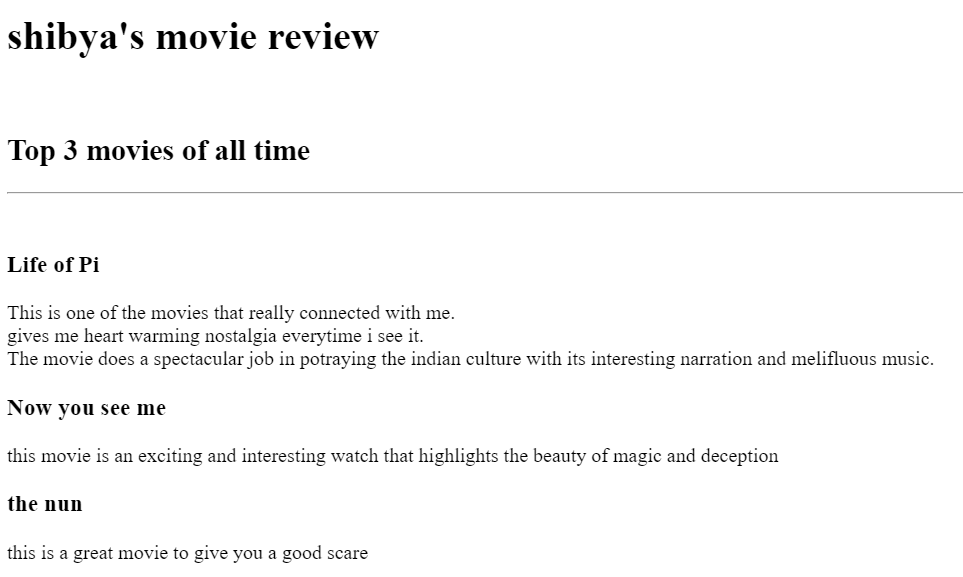 shibya's movie review
Top 3 movies of all time
Life of Pi
This is one of the movies that really connected with me.
gives me heart warming nostalgia everytime i see it.
The movie does a spectacular job in potraying the indian culture with its interesting narration and melifluous music.
Now you see me
this movie is an exciting and interesting watch that highlights the beauty of magic and deception
the nun
this is a great movie to give you a good scare